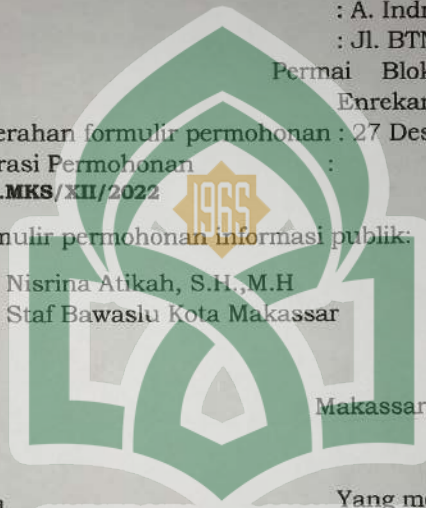 : A. Indr
: Jl. BTN
Permai Blok
Enrekan
erahan formulir permohonan : 27 Des
rasi Permohonan :
.MKS/XII/2022
1965
mulir permohonan informasi publik:
Nisrina Atikah, S.H.,M.H
Staf Bawaslu Kota Makassar
Makassar
Yang me